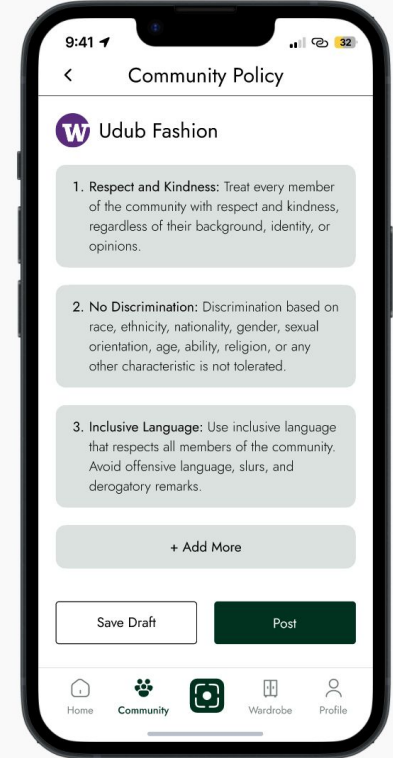 9:41
32
Community Policy
W Udub Fashion
1. Respect and Kindness: Treat every member
of the community with respect and kindness,
regardless of their background, identity, or
opinions.
2. No Discrimination: Discrimination based on
race, ethnicity, nationality, gender, sexual
orientation, age, ability, religion, or any
other characteristic is not tolerated.
3. Inclusive Language: Use inclusive language
that respects all members of the community.
Avoid offensive language, slurs, and
derogatory remarks.
+ Add More
Save Draft Post
Home Community Wardrobe Profile